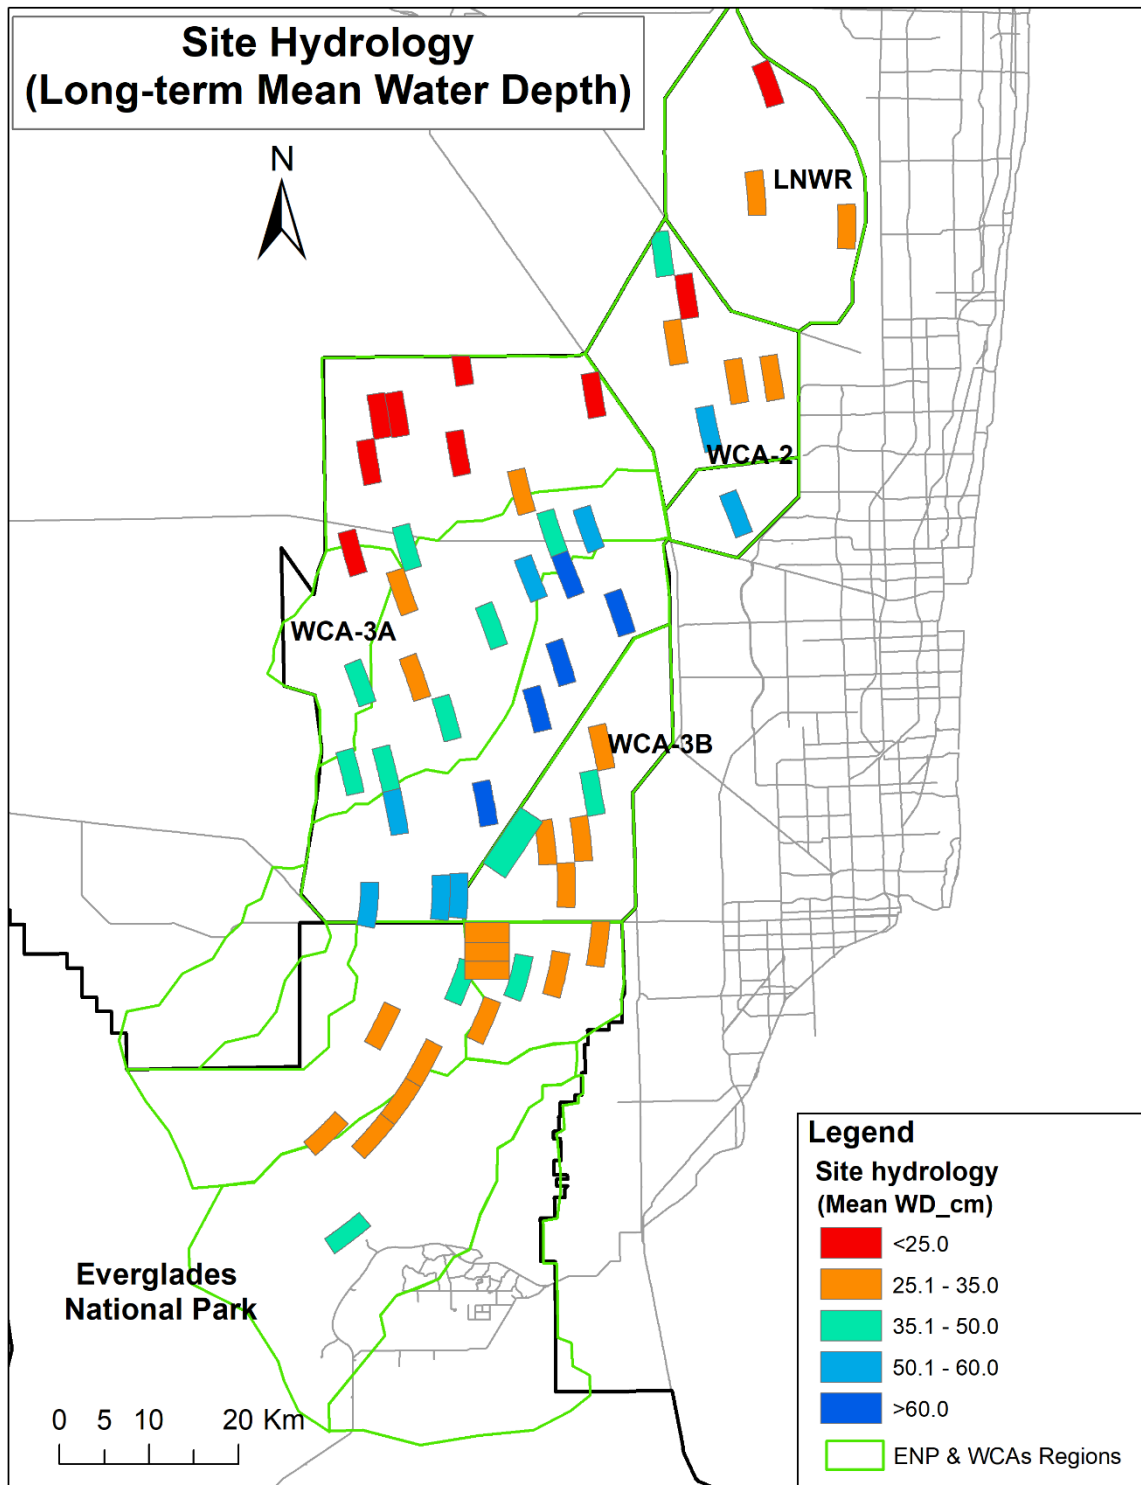 Site Hydrology
(Long-term Mean Water Depth)
N
LNWR
WCA-2
WCA-3A
WCA-3B
Everglades
National Park
0 5 10 20 Km
Legend
Site hydrology
(Mean WD_cm)
<25.0
25.1 - 35.0
35.1 - 50.0
50.1 - 60.0
>60.0
ENP & WCAs Regions